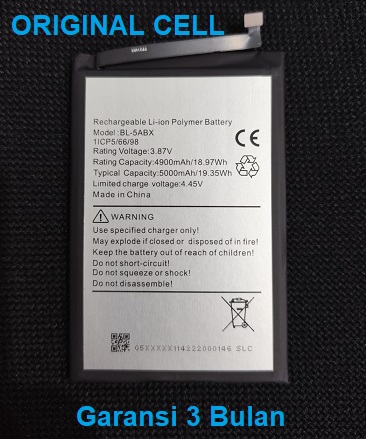 ORIGINAL CELL
Rechargeable Li-ion Polymer Battery
Model:BL-5ABX
1ICP5/66/98
Rating Voltage:3.87V
Rating Capacity:4900mAh/18.97Wh
Typical Capacity:5000mAh/19.35Wh
Limited charge voltage:4.45V
Made in China
CE
WARNING
Use specified charger only!
May explode if closed or disposed of in fire!
Keep the battery out of reach of children!
Do not short-circuit!
Do not squeeze or shock!
Do not disassemble!
G5XXXXX114322000146 SLC
Garansi 3 Bulan